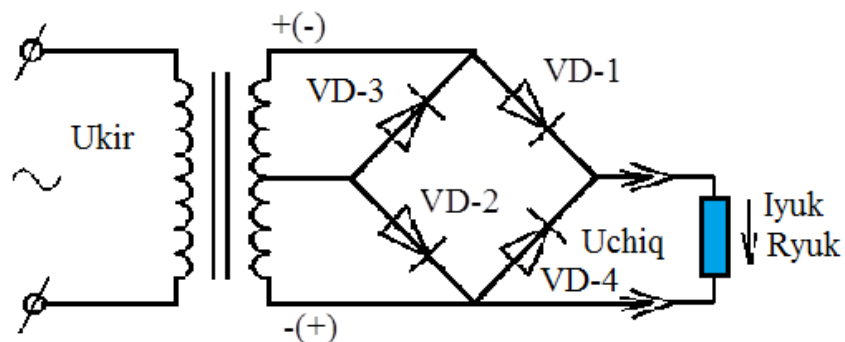 +(-)
VD-3
VD-1
Ukir
VD-2
Uchiq
VD-4
Iyuk
Ryuk
-(+)